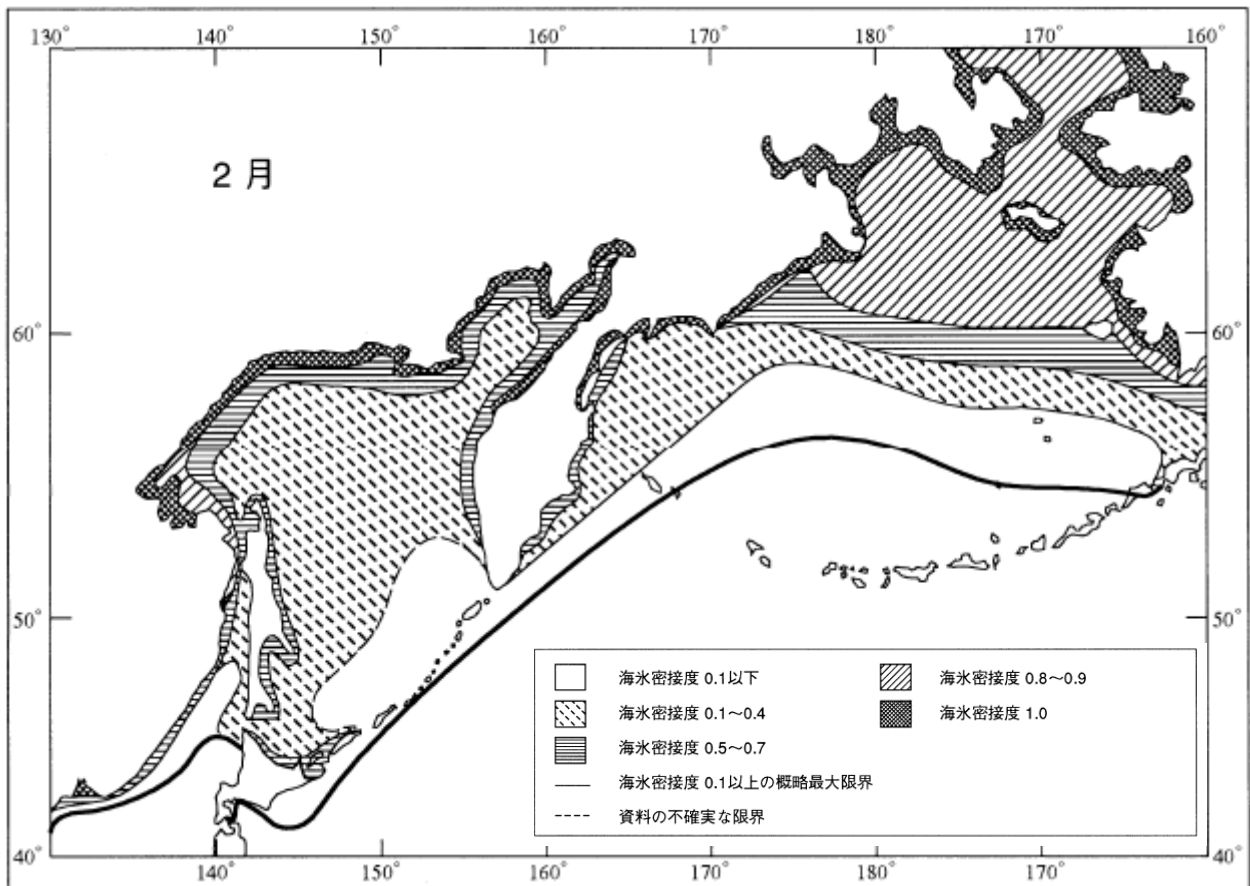 130° 140° 150° 160° 170° 180° 170° 160°
2 月
60° 60°
50° 50°
海氷密接度 0.1以下
海氷密接度 0.8～0.9
海氷密接度 0.1～0.4
海氷密接度 1.0
海氷密接度 0.5～0.7
海氷密接度 0.1以上の概略最大限界
資料の不確実な限界
40° 40°
140° 150° 160° 170° 180° 170°